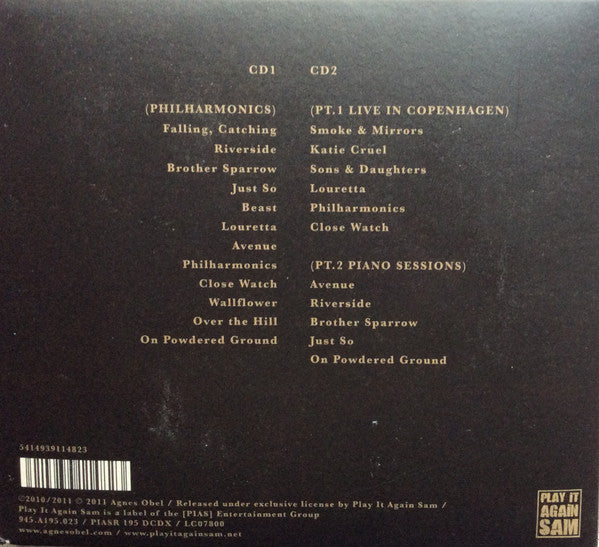 CD1
(PHILHARMONICS)
Falling, Catching
Riverside
Brother Sparrow
Just So
Beast
Louretta
Avenue
Philharmonics
Close Watch
Wallflower
Over the Hill
On Powdered Ground
CD2
(PT.1 LIVE IN COPENHAGEN)
Smoke & Mirrors
Katie Cruel
Sons & Daughters
Louretta
Philharmonics
Close Watch
(PT.2 PIANO SESSIONS)
Avenue
Riverside
Brother Sparrow
Just So
On Powdered Ground
5414939114823
©2010/2011 © 2011 Agnes Obel / Released under exclusive license by Play It Again Sam /
Play It Again Sam is a label of the [PIAS] Entertainment Group
945.A195.023 / PIASR 195 DCDX / LC07800
www.agnesobel.com / www.playitagainsam.net
PLAY IT
AGAIN
SAM